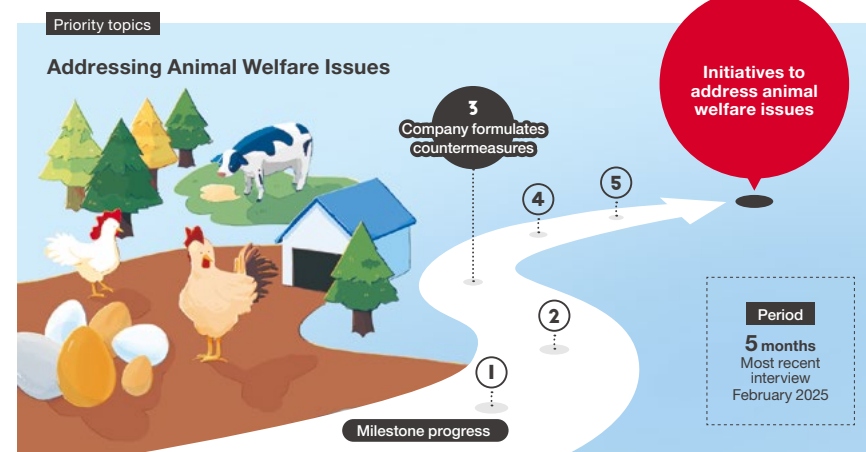 Priority topics
Addressing Animal Welfare Issues
Initiatives to
address animal
welfare issues
3
Company formulates
countermeasures
5
4
2
1
Milestone progress
Period
5 months
Most recent
interview
February 2025